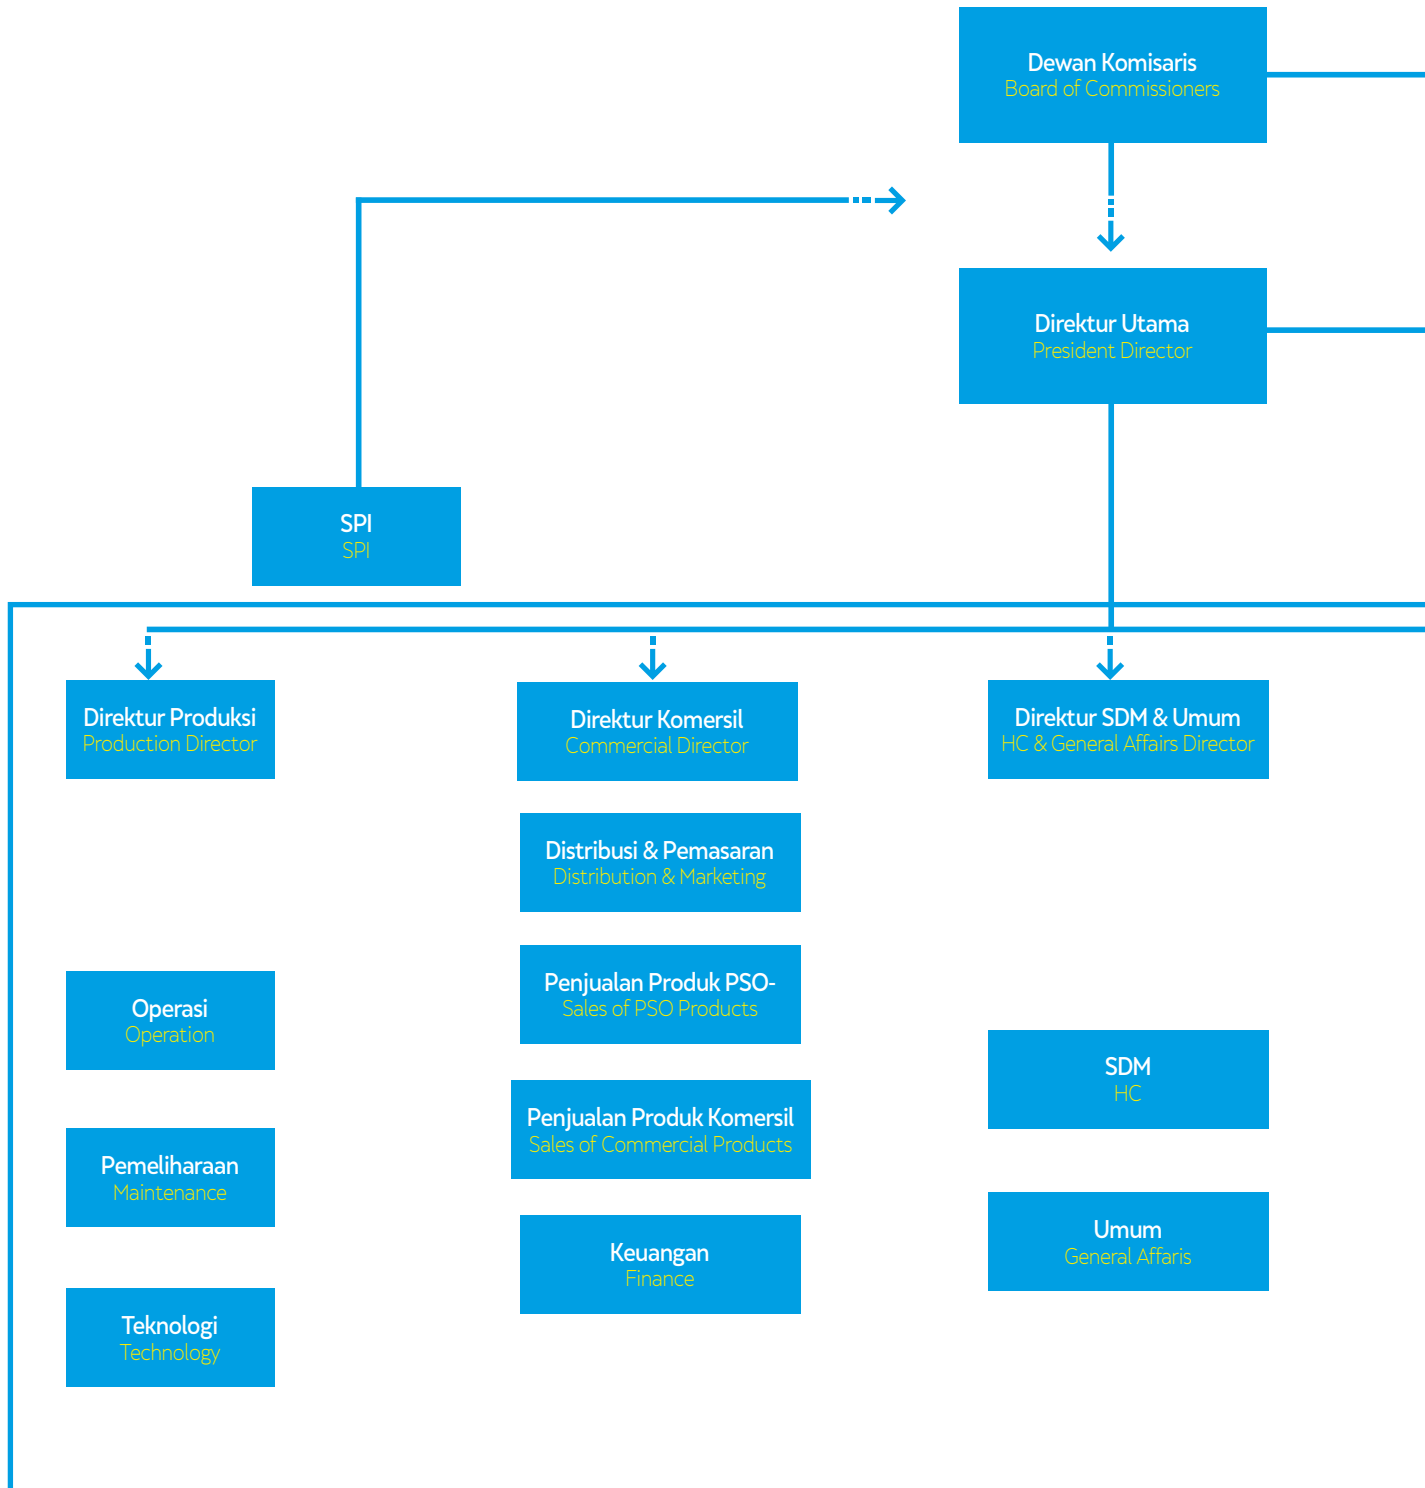 Dewan Komisaris
Board of Commissioners
Direktur Utama
President Director
SPI
SPI
Direktur Produksi
Production Director
Direktur Komersil
Commercial Director
Direktur SDM & Umum
HC & General Affairs Director
Distribusi & Pemasaran
Distribution & Marketing
Operasi
Operation
Penjualan Produk PSO-
Sales of PSO Products
SDM
HC
Pemeliharaan
Maintenance
Penjualan Produk Komersil
Sales of Commercial Products
Umum
General Affaris
Keuangan
Finance
Teknologi
Technology